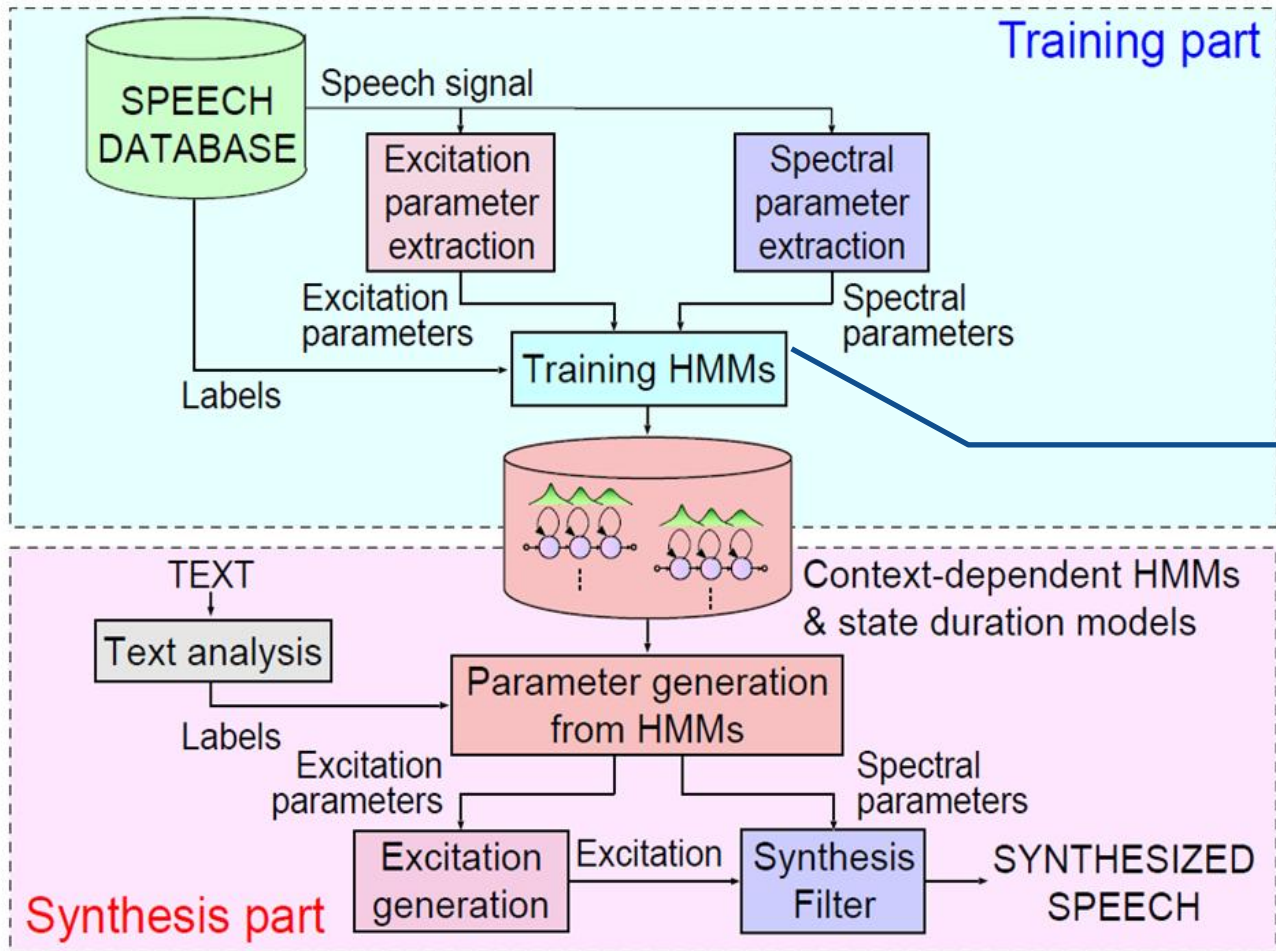 Training part
SPEECH
DATABASE
Speech signal
Excitation
parameter
extraction
Spectral
parameter
extraction
Excitation
parameters
Spectral
parameters
Training HMMs
Labels
Context-dependent HMMs
& state duration models
TEXT
Text analysis
Labels
Parameter generation
from HMMs
Excitation
parameters
Spectral
parameters
Excitation
generation
Excitation
Synthesis
Filter
SYNTHESIZED
SPEECH
Synthesis part